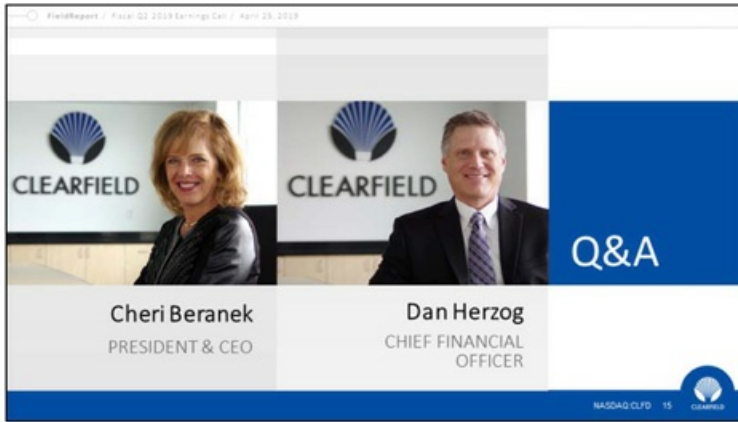 FieldReport / Fiscal Q2 2019 Earnings Call / April 25, 2019
CLEARFIELD
CLEARFIELD
Q&A
Cheri Beranek
PRESIDENT & CEO
Dan Herzog
CHIEF FINANCIAL
OFFICER
NASDAQ:CLFD 15
CLEARFIELD